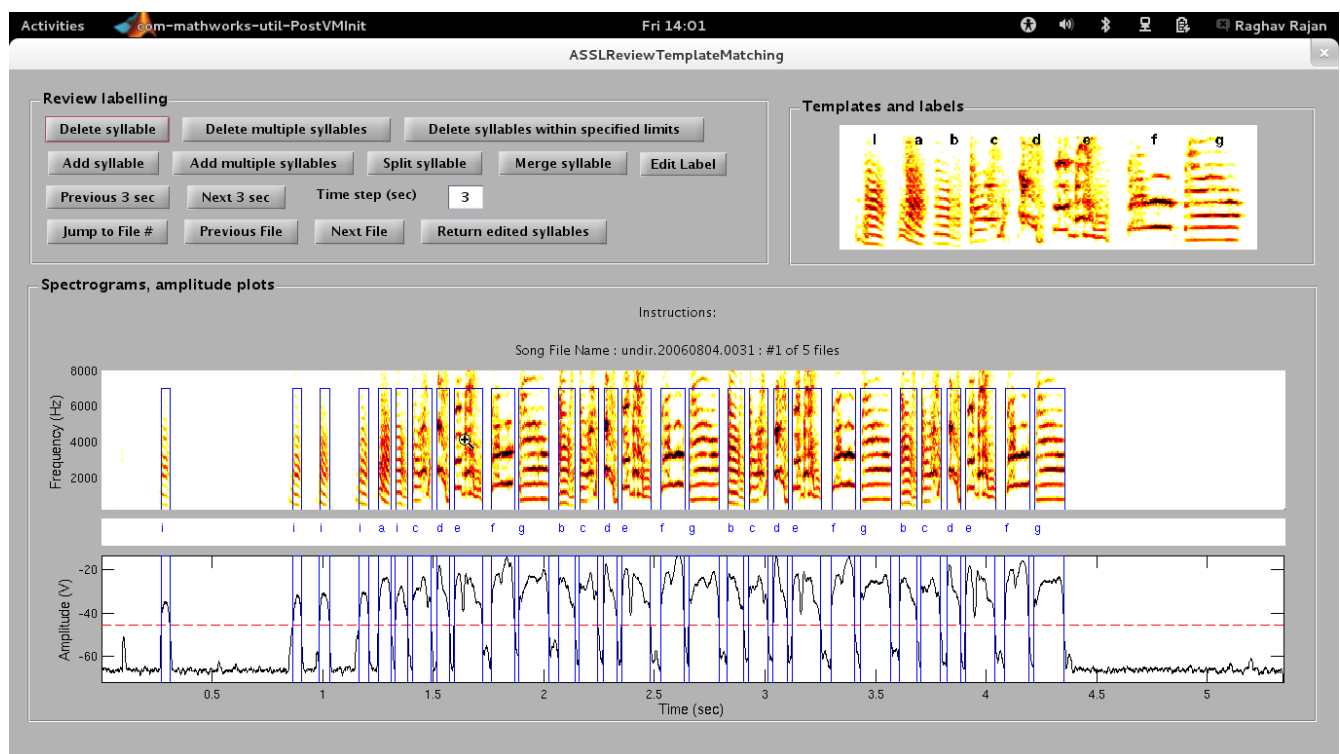 Activities com-mathworks-util-PostVMInit Fri 14:01 Raghav Rajan
ASSLReviewTemplateMatching
Review labelling
Delete syllable Delete multiple syllables Delete syllables within specified limits
Add syllable Add multiple syllables Split syllable Merge syllable Edit Label
Previous 3 sec Next 3 sec Time step (sec) 3
Jump to File # Previous File Next File Return edited syllables
Templates and labels
i a b c d e f g
Spectrograms, amplitude plots
Instructions:
Song File Name : undir.20060804.0031 : #1 of 5 files
Frequency (Hz)
8000
6000
4000
2000
i i i i a i c d e f g b c d e f g b c d e f g b c d e f g
Amplitude (V)
-20
-40
-60
0.5 1 1.5 2 2.5 3 3.5 4 4.5 5
Time (sec)